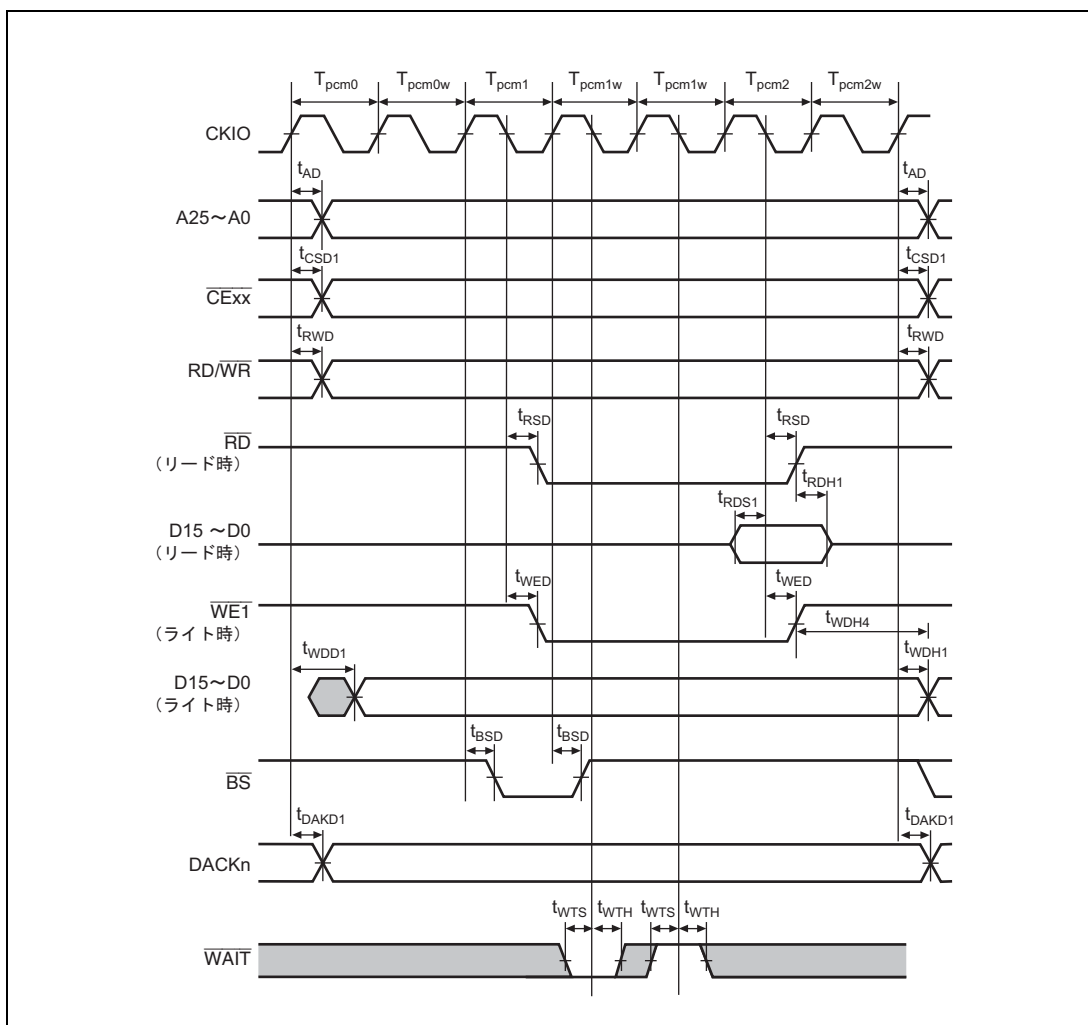 Tpcm0 Tpcm0w Tpcm1 Tpcm1w Tpcm1w Tpcm2 Tpcm2w
CKIO
tAD tAD
A25～A0
tCSD1 tCSD1
CExx
tRWD tRWD
RD/WR
tRSD tRSD
RD
（リード時）
tRDH1
tRDS1
D15 ～D0
（リード時）
tWED tWED
WE1
（ライト時）
tWDH4
tWDD1 tWDH1
D15～D0
（ライト時）
tBSD tBSD
BS
tDAKD1 tDAKD1
DACKn
tWTS tWTH tWTS tWTH
WAIT